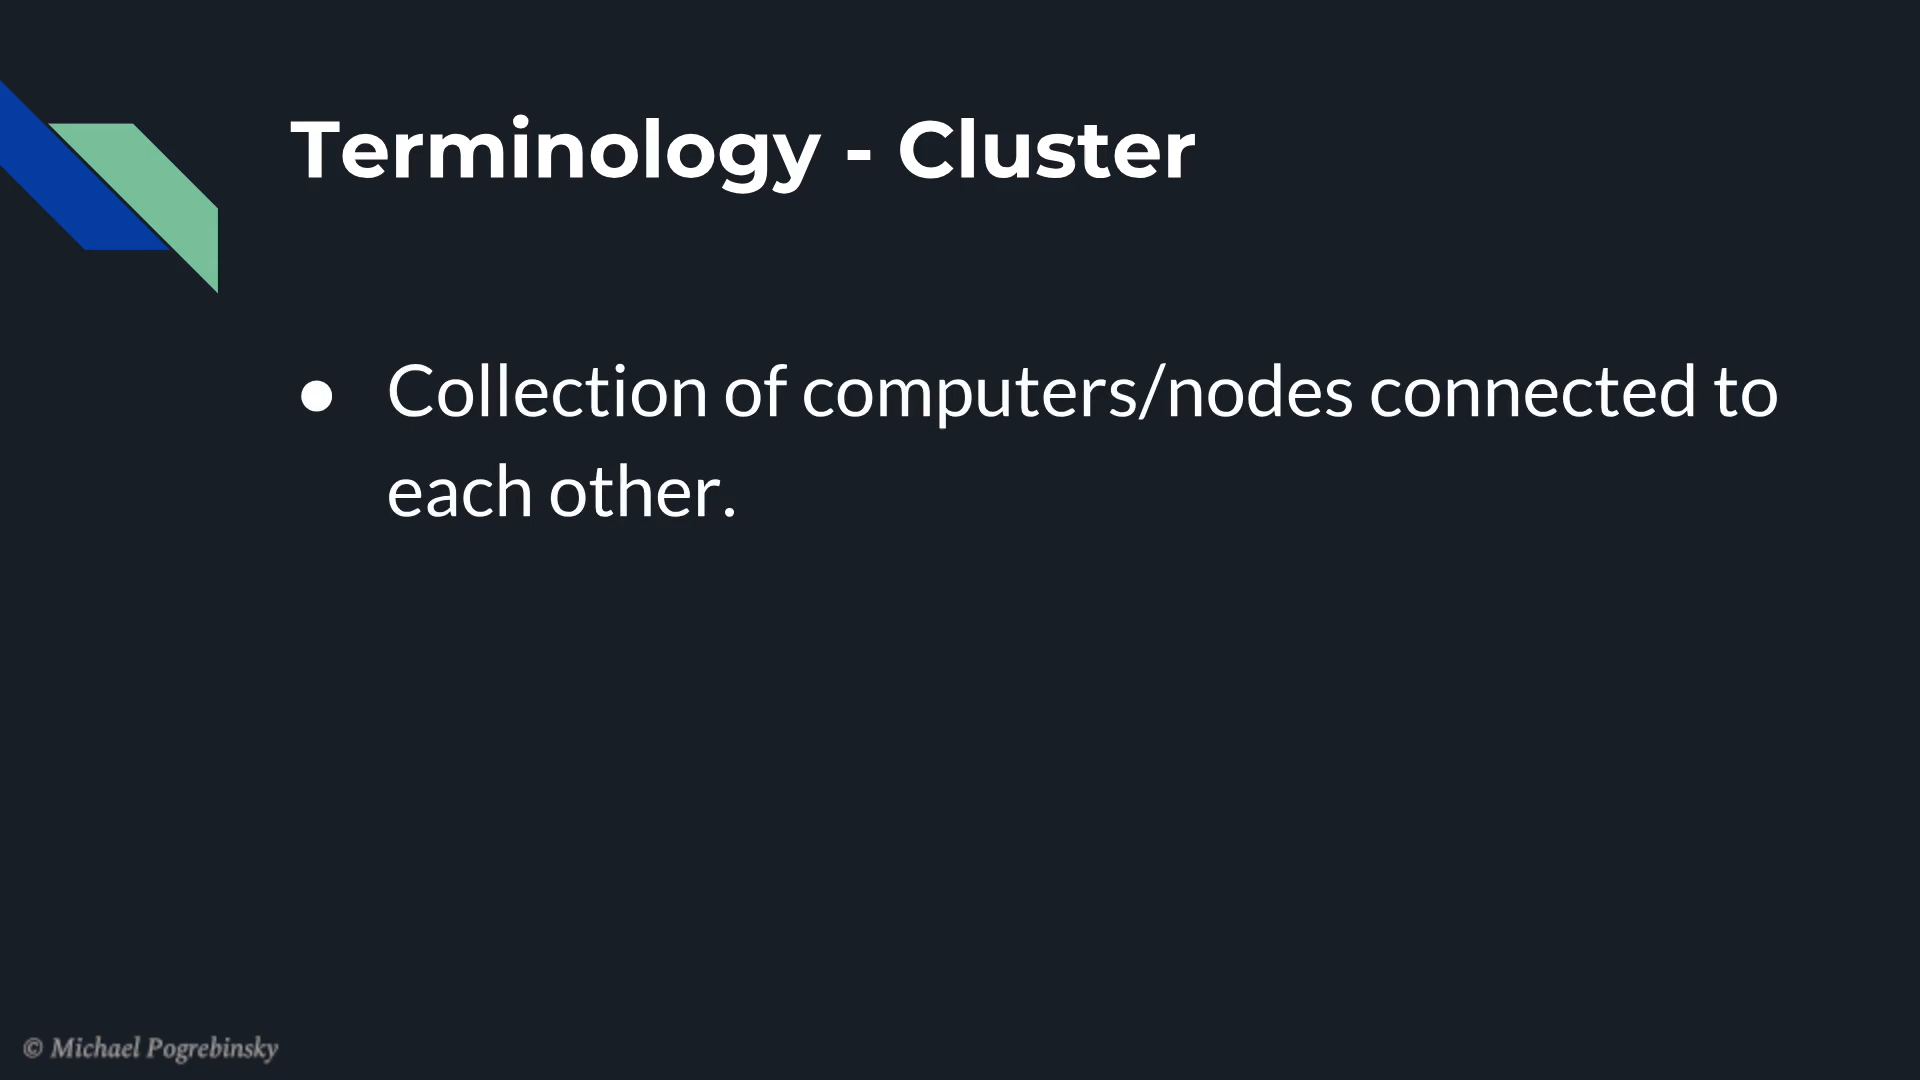 Terminology - Cluster
● Collection of computers/nodes connected to
each other.
© Michael Pogrebinsky